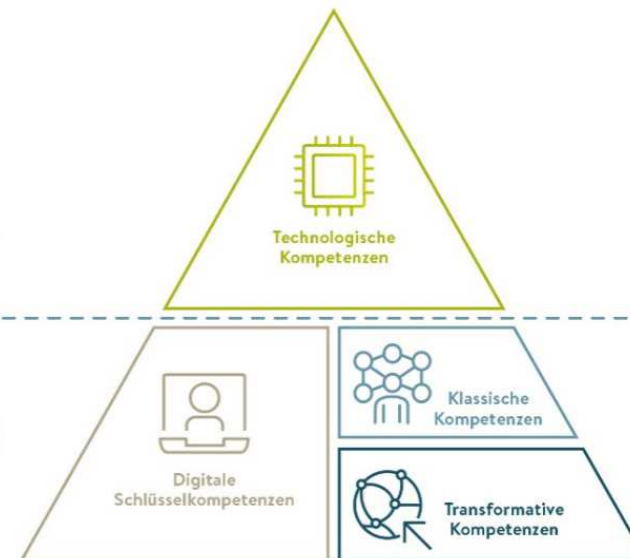 Technologische
Kompetenzen
Klassische
Kompetenzen
Digitale
Schlüsselkompetenzen
Transformative
Kompetenzen